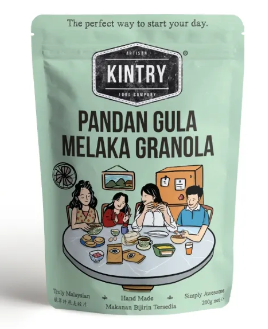 The perfect way to start your day.
ARTISAN
KINTRY
®
FOOD COMPANY
PANDAN GULA
MELAKA GRANOLA
Truly Malaysian + Hand Made + Simply Awesome
Makanan Bijirin Tersedia